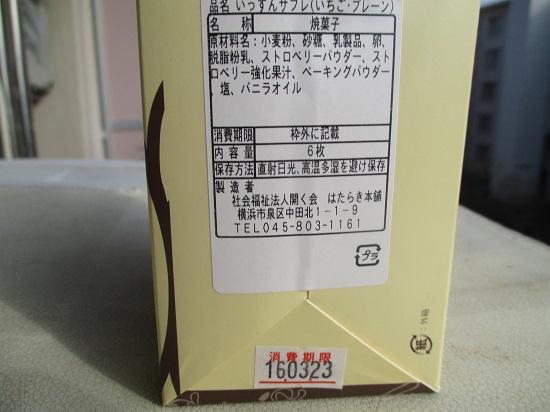 品名 いっすんサブレ(いちご・プレーン)
名称 焼菓子
原材料名:小麦粉、砂糖、乳製品、卵、
脱脂粉乳、ストロベリーパウダー、スト
ロベリー強化果汁、ベーキングパウダー
、塩、バニラオイル
消費期限 枠外に記載
内容量 6枚
保存方法 直射日光、高温多湿を避け保存
製造者
社会福祉法人開く会 はたらき本舗
横浜市泉区中田北1-1-9
TEL045-803-1161
プラ
紙:外箱
消費期限
160323